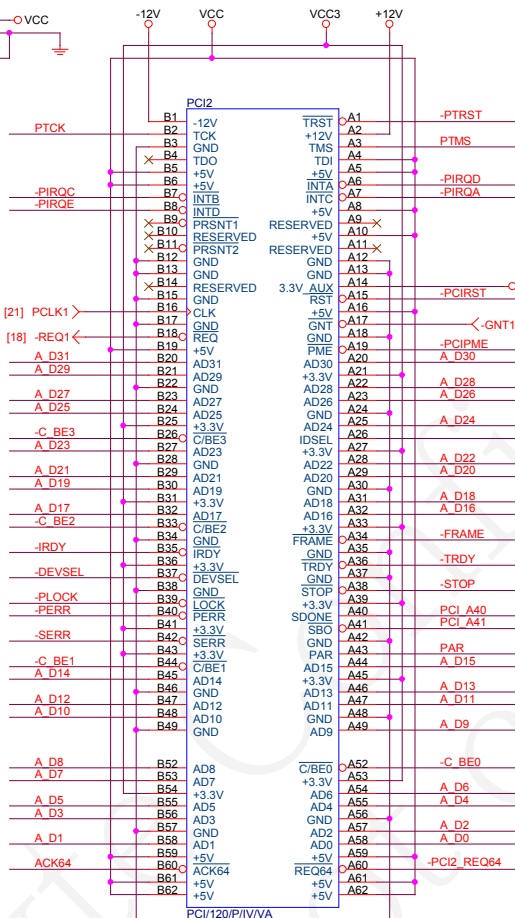 VCC -12V VCC VCC3 +12V
PCI2
B1 -12V TRST A1 -PTRST
PTCK B2 TCK +12V A2
B3 GND TMS A3 PTMS
B4 TDO TDI A4
B5 +5V +5V A5
B6 +5V INTA A6 -PIRQD
-PIRQC B7 INTB INTC A7 -PIRQA
-PIRQE B8 INTD +5V A8
B9 PRSNT1 RESERVED A9
B10 RESERVED +5V A10
B11 PRSNT2 RESERVED A11
B12 GND GND A12
B13 GND GND A13
B14 RESERVED 3.3V_AUX A14
B15 GND RST A15 -PCIRST
[21] PCLK1 B16 CLK +5V A16
B17 GND GNT A17 -GNT1
[18] -REQ1 B18 REQ GND A18
B19 +5V PME A19 -PCIPME
A_D31 B20 AD31 AD30 A20 A_D30
A_D29 B21 AD29 +3.3V A21
B22 GND AD28 A22 A_D28
A_D27 B23 AD27 AD26 A23 A_D26
A_D25 B24 AD25 GND A24
B25 +3.3V AD24 A25 A_D24
-C_BE3 B26 C/BE3 IDSEL A26
A_D23 B27 AD23 +3.3V A27
B28 GND AD22 A28 A_D22
A_D21 B29 AD21 AD20 A29 A_D20
A_D19 B30 AD19 GND A30
B31 +3.3V AD18 A31 A_D18
A_D17 B32 AD17 AD16 A32 A_D16
-C_BE2 B33 C/BE2 +3.3V A33
B34 GND FRAME A34 -FRAME
-IRDY B35 IRDY GND A35
B36 +3.3V TRDY A36 -TRDY
-DEVSEL B37 DEVSEL GND A37
B38 GND STOP A38 -STOP
-PLOCK B39 LOCK +3.3V A39
-PERR B40 PERR SDONE A40 PCI_A40
B41 +3.3V SBO A41 PCI_A41
-SERR B42 SERR GND A42
B43 +3.3V PAR A43 PAR
-C_BE1 B44 C/BE1 AD15 A44 A_D15
A_D14 B45 AD14 +3.3V A45
B46 GND AD13 A46 A_D13
A_D12 B47 AD12 AD11 A47 A_D11
A_D10 B48 AD10 GND A48
B49 GND AD9 A49 A_D9
A_D8 B52 AD8 C/BE0 A52 -C_BE0
A_D7 B53 AD7 +3.3V A53
B54 +3.3V AD6 A54 A_D6
A_D5 B55 AD5 AD4 A55 A_D4
A_D3 B56 AD3 GND A56
B57 GND AD2 A57 A_D2
A_D1 B58 AD1 AD0 A58 A_D0
B59 +5V +5V A59
ACK64 B60 ACK64 REQ64 A60 -PCI2_REQ64
B61 +5V +5V A61
B62 +5V +5V A62
PCI/120/P/IV/VA